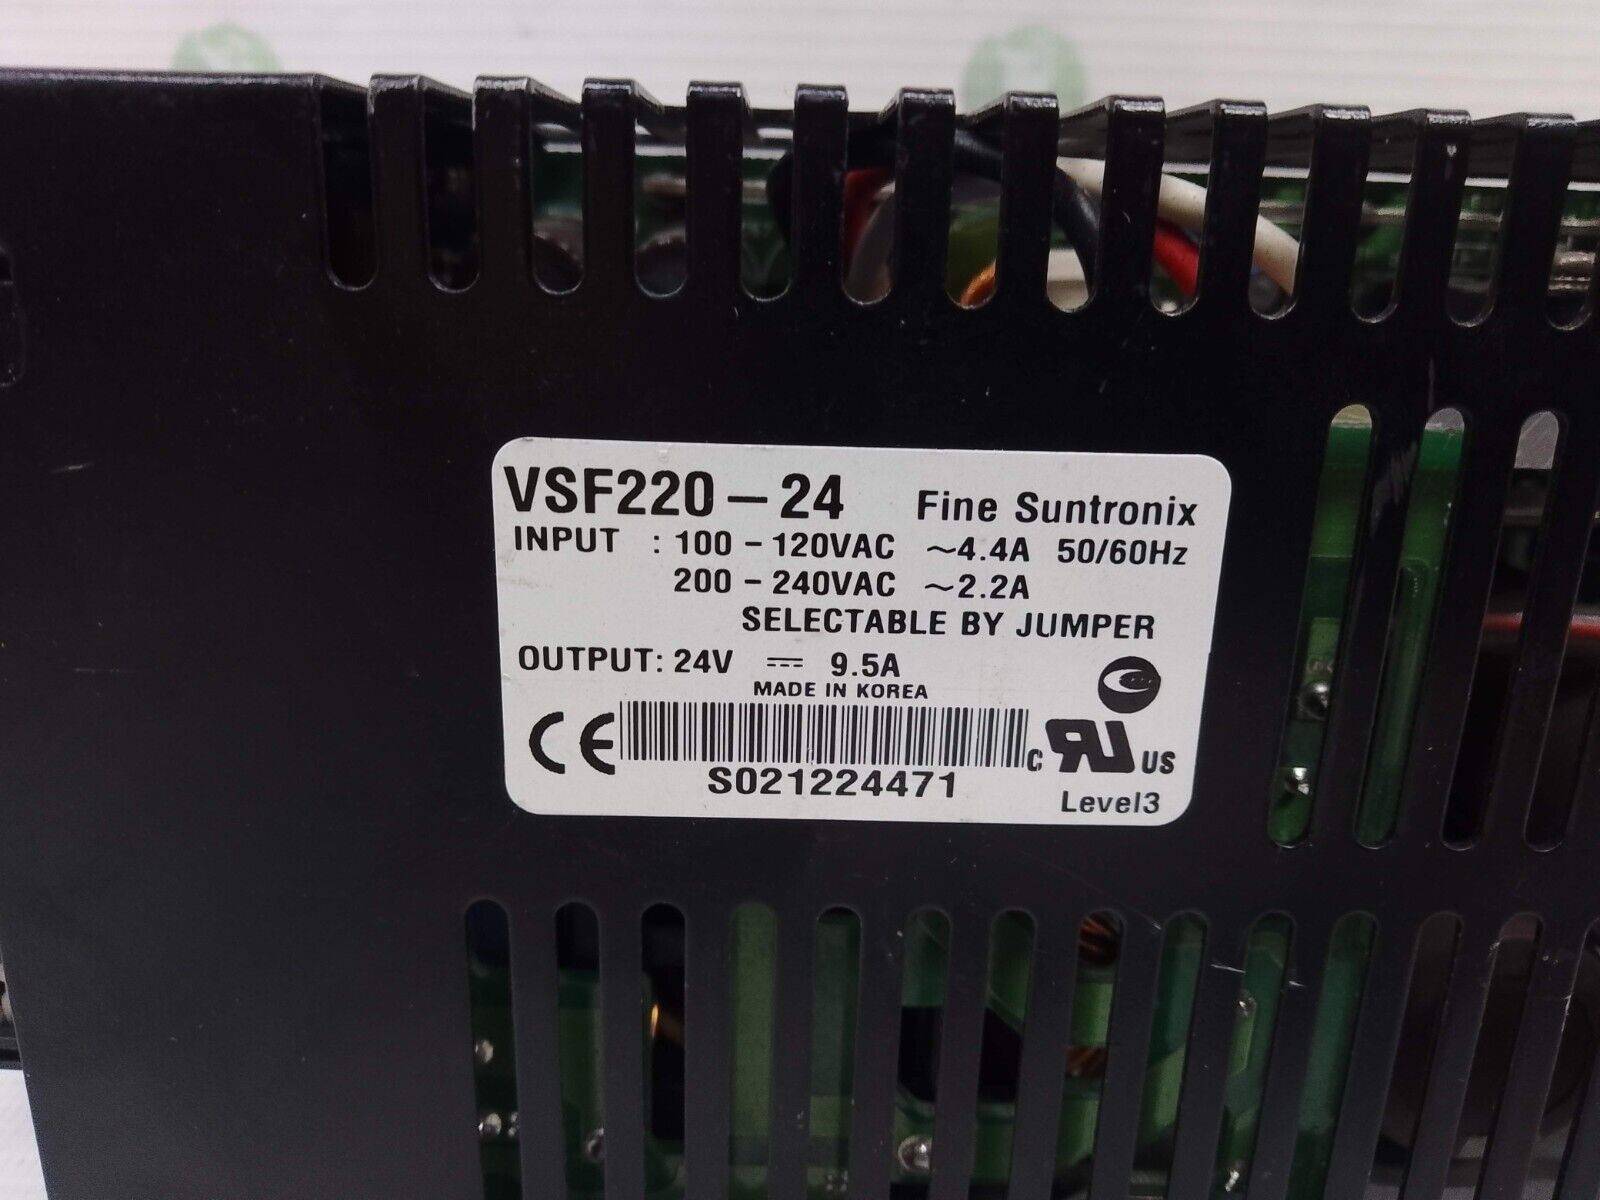 VSF220-24 Fine Suntronix
INPUT : 100-120VAC ~4.4A 50/60Hz
200-240VAC ~2.2A
SELECTABLE BY JUMPER
OUTPUT: 24V ⎓ 9.5A
MADE IN KOREA
CE
S021224471
c RU US
Level3